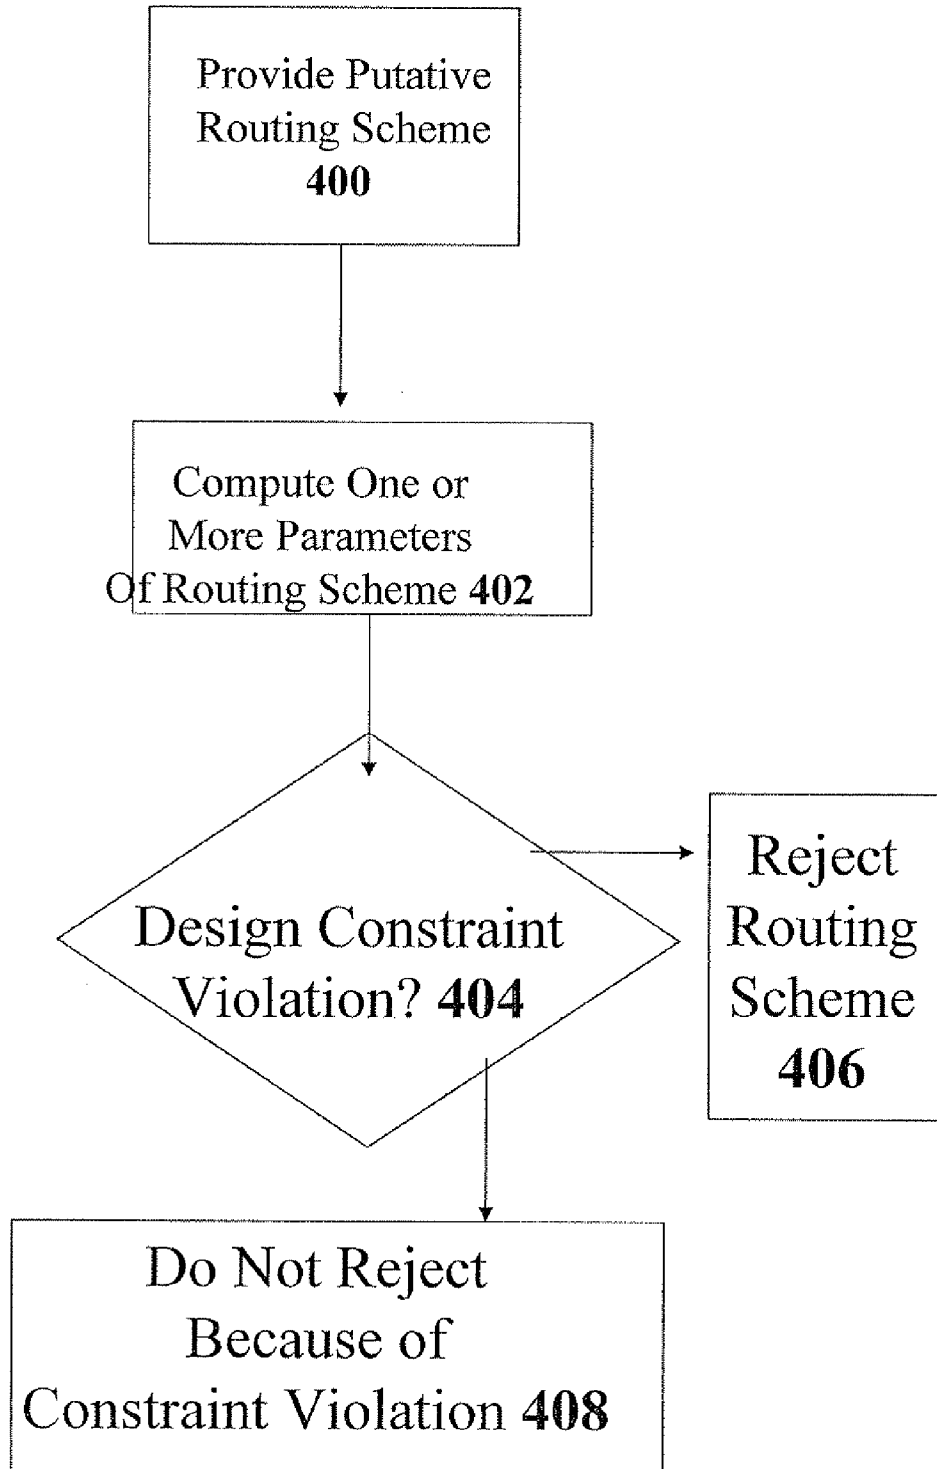 Provide Putative
Routing Scheme
400
Compute One or
More Parameters
Of Routing Scheme 402
Design Constraint
Violation? 404
Reject
Routing
Scheme
406
Do Not Reject
Because of
Constraint Violation 408